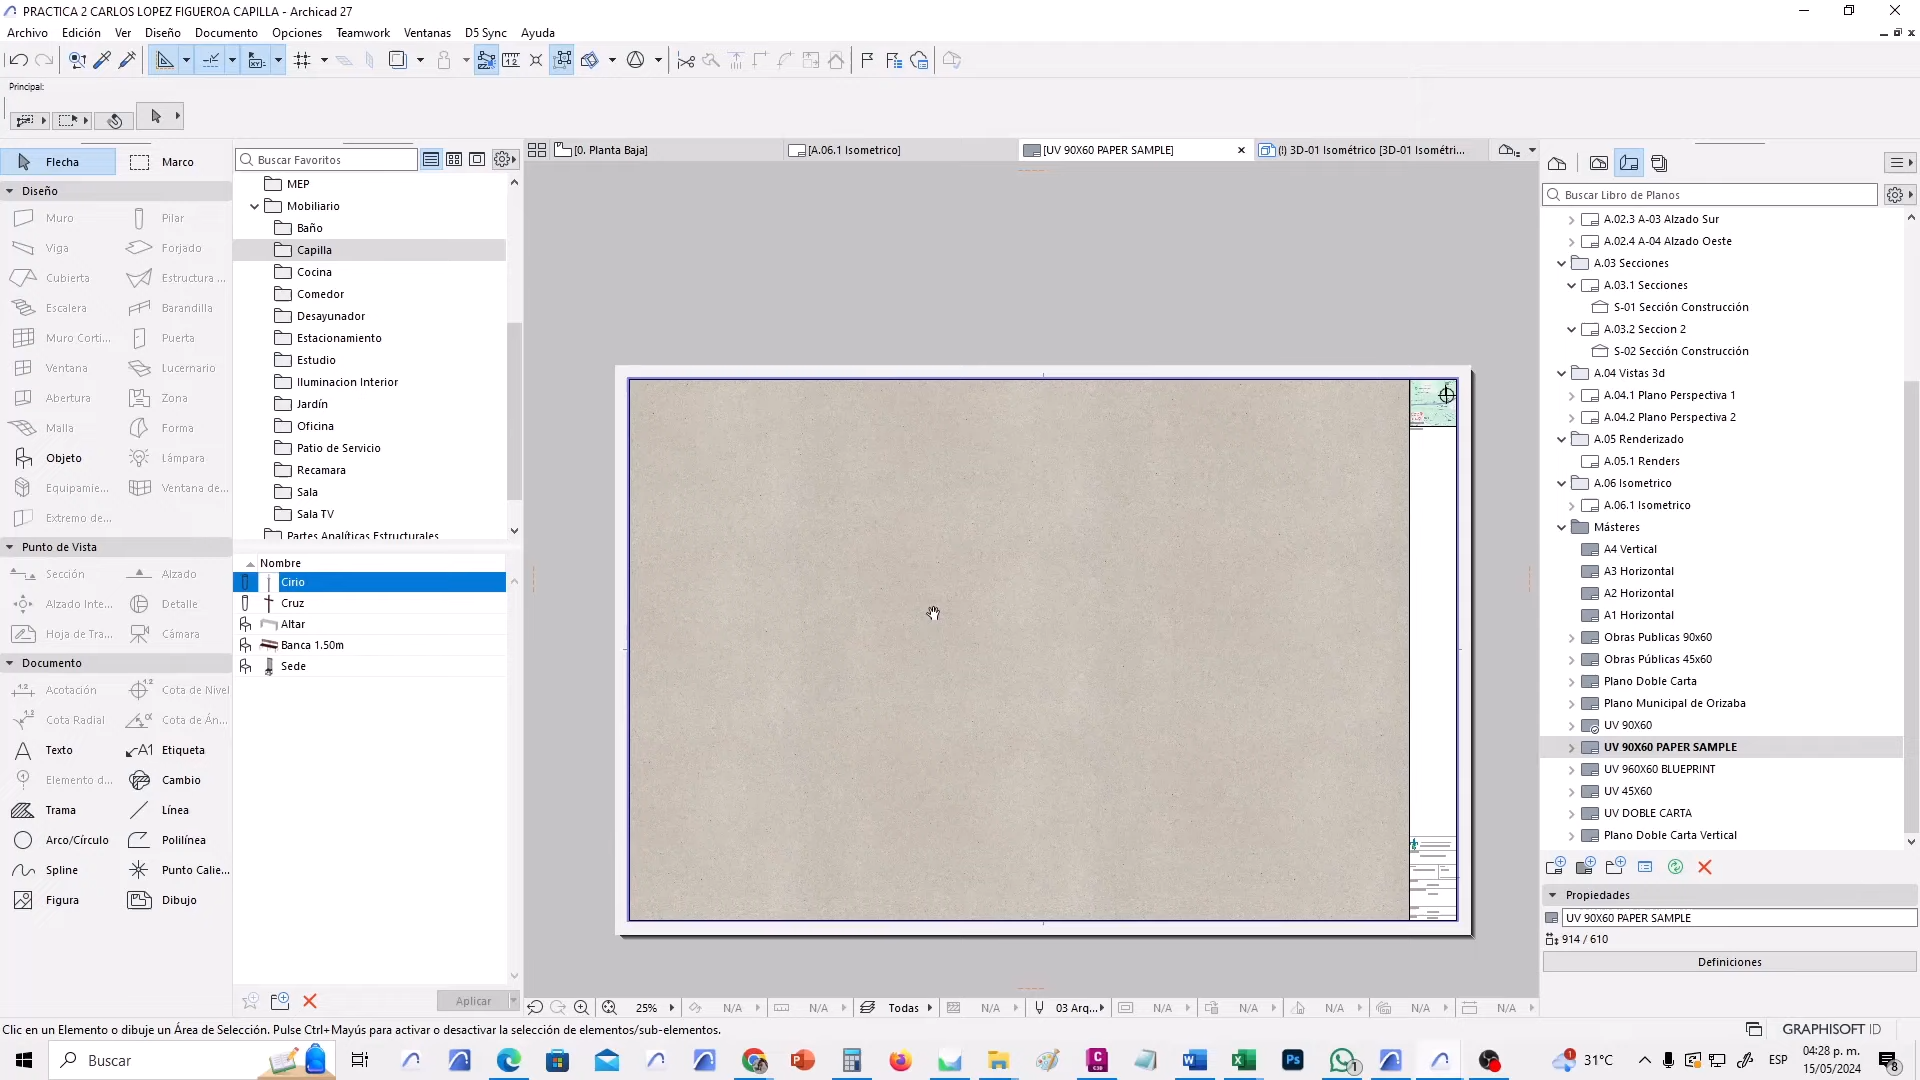 PRACTICA 2 CARLOS LOPEZ FIGUEROA CAPILLA - Archicad 27
Archivo Edición Ver Diseño Documento Opciones Teamwork Ventanas D5 Sync Ayuda
Principal:
Flecha Marco
Diseño
Muro Pilar
Viga Forjado
Cubierta Estructura ...
Escalera Barandilla
Muro Corti... Puerta
Ventana Lucernario
Abertura Zona
Malla Forma
Objeto Lámpara
Equipamie... Ventana de...
Extremo de...
Punto de Vista
Sección Alzado
Alzado Inte... Detalle
Hoja de Tra... Cámara
Documento
Acotación Cota de Nivel
Cota Radial Cota de Án...
Texto Etiqueta
Elemento d... Cambio
Trama Línea
Arco/Círculo Polilínea
Spline Punto Calie...
Figura Dibujo
Buscar Favoritos
MEP
Mobiliario
Baño
Capilla
Cocina
Comedor
Desayunador
Estacionamiento
Estudio
Iluminacion Interior
Jardín
Oficina
Patio de Servicio
Recamara
Sala
Sala TV
Partes Analíticas Estructurales
Nombre
Cirio
Cruz
Altar
Banca 1.50m
Sede
Aplicar
[0. Planta Baja] [A.06.1 Isometrico] [UV 90X60 PAPER SAMPLE] (!) 3D-01 Isométrico [3D-01 Isométri...
25% N/A N/A Todas N/A 03 Arq... N/A N/A N/A N/A N/A
Buscar Libro de Planos
A.02.3 A-03 Alzado Sur
A.02.4 A-04 Alzado Oeste
A.03 Secciones
A.03.1 Secciones
S-01 Sección Construcción
A.03.2 Seccion 2
S-02 Sección Construcción
A.04 Vistas 3d
A.04.1 Plano Perspectiva 1
A.04.2 Plano Perspectiva 2
A.05 Renderizado
A.05.1 Renders
A.06 Isometrico
A.06.1 Isometrico
Másteres
A4 Vertical
A3 Horizontal
A2 Horizontal
A1 Horizontal
Obras Publicas 90x60
Obras Públicas 45x60
Plano Doble Carta
Plano Municipal de Orizaba
UV 90X60
UV 90X60 PAPER SAMPLE
UV 960X60 BLUEPRINT
UV 45X60
UV DOBLE CARTA
Plano Doble Carta Vertical
Propiedades
UV 90X60 PAPER SAMPLE
914 / 610
Definiciones
Clic en un Elemento o dibuje un Área de Selección. Pulse Ctrl+Mayús para activar o desactivar la selección de elementos/sub-elementos.
GRAPHISOFT ID
Buscar
31°C
ESP
04:28 p. m.
15/05/2024